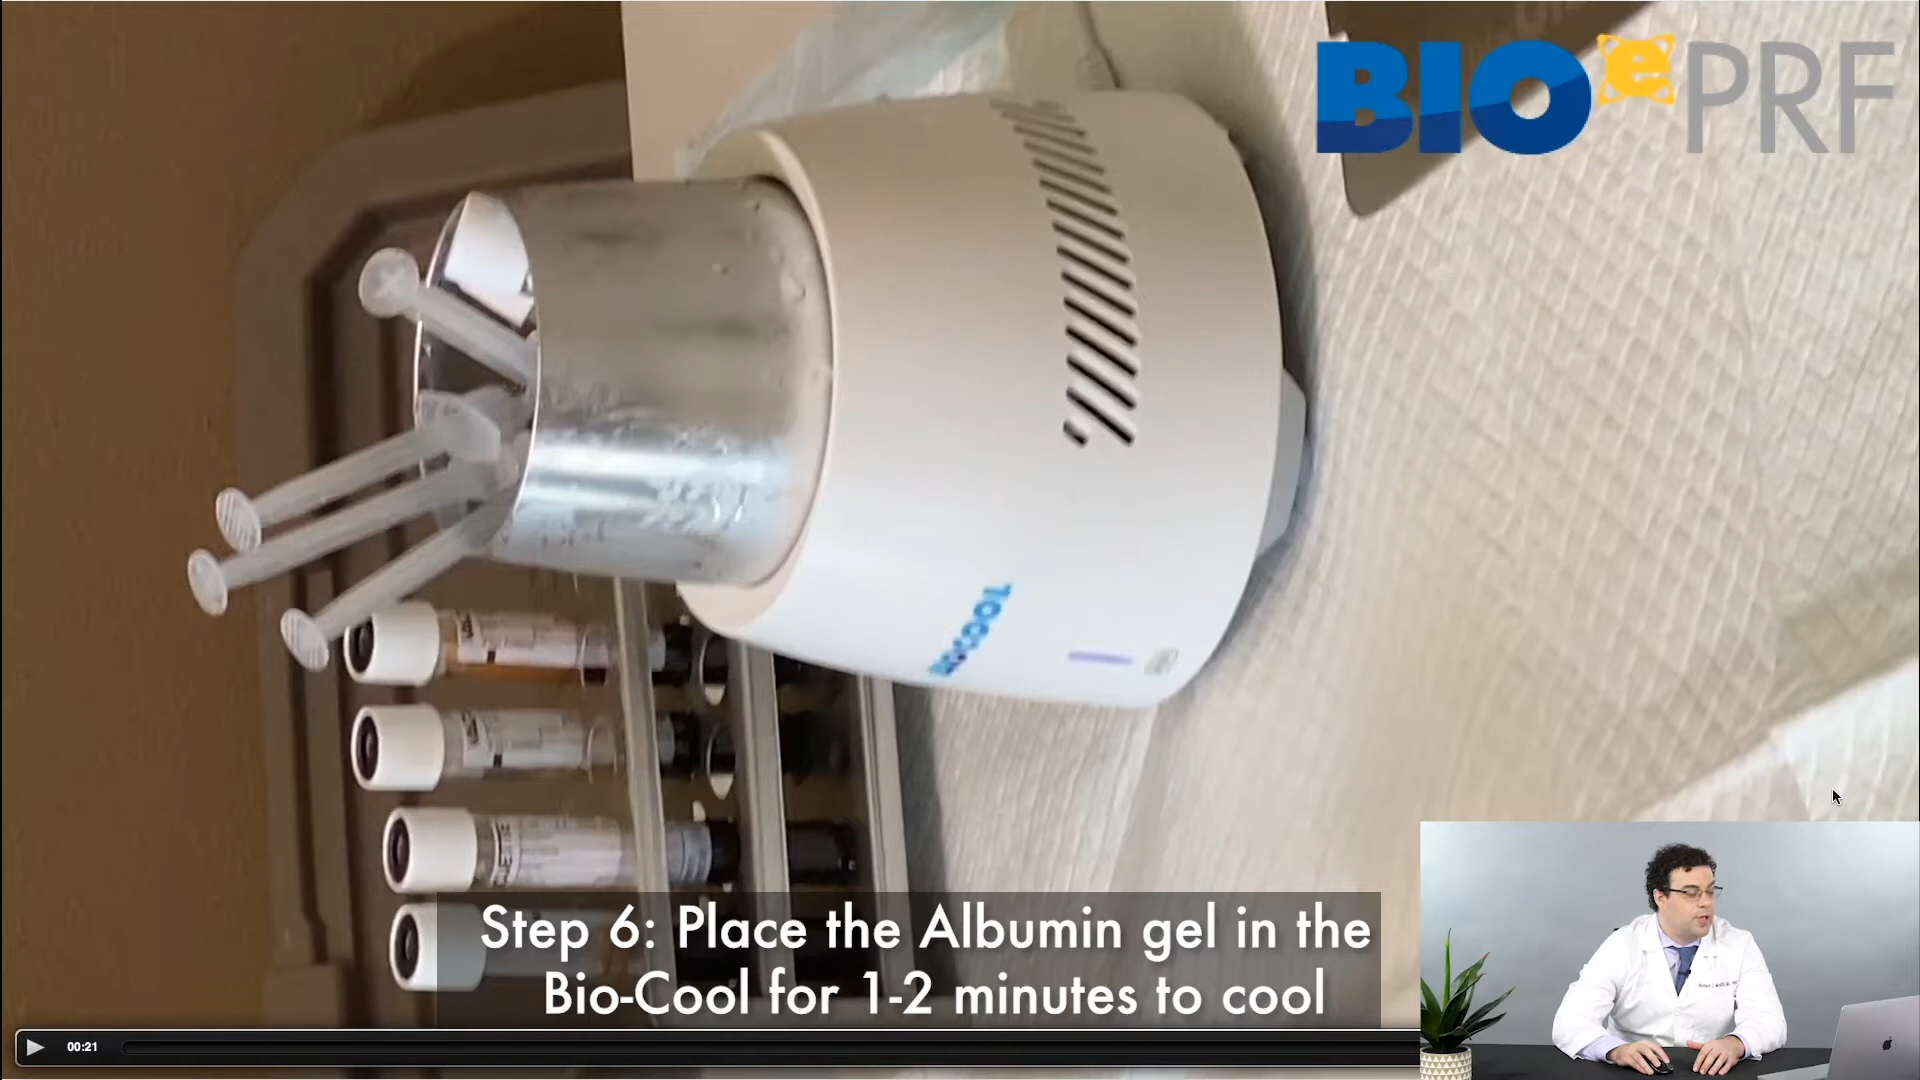 BIO e PRF
BIO-COOL
Step 6: Place the Albumin gel in the
Bio-Cool for 1-2 minutes to cool
00:21